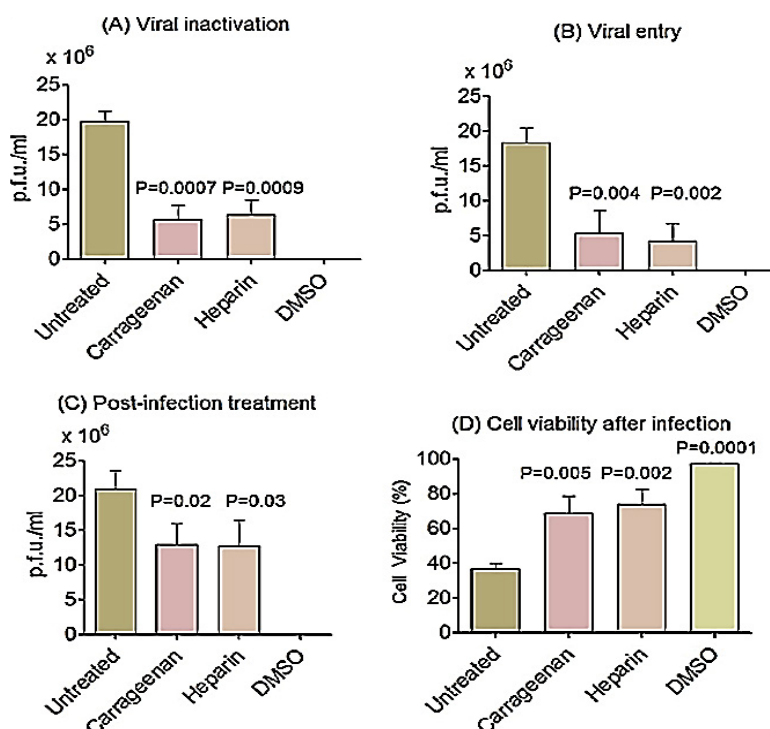 (A) Viral inactivation
x 10⁶
25
20
15
10
5
0
p.f.u./ml
P=0.0007 P=0.0009
Untreated
Carrageenan
Heparin
DMSO
(B) Viral entry
x 10⁶
25
20
15
10
5
0
p.f.u./ml
P=0.004 P=0.002
Untreated
Carrageenan
Heparin
DMSO
(C) Post-infection treatment
x 10⁶
25
20
15
10
5
0
p.f.u./ml
P=0.02 P=0.03
Untreated
Carrageenan
Heparin
DMSO
(D) Cell viability after infection
P=0.0001
100
80
60
40
20
0
Cell Viability (%)
P=0.005 P=0.002
Untreated
Carrageenan
Heparin
DMSO